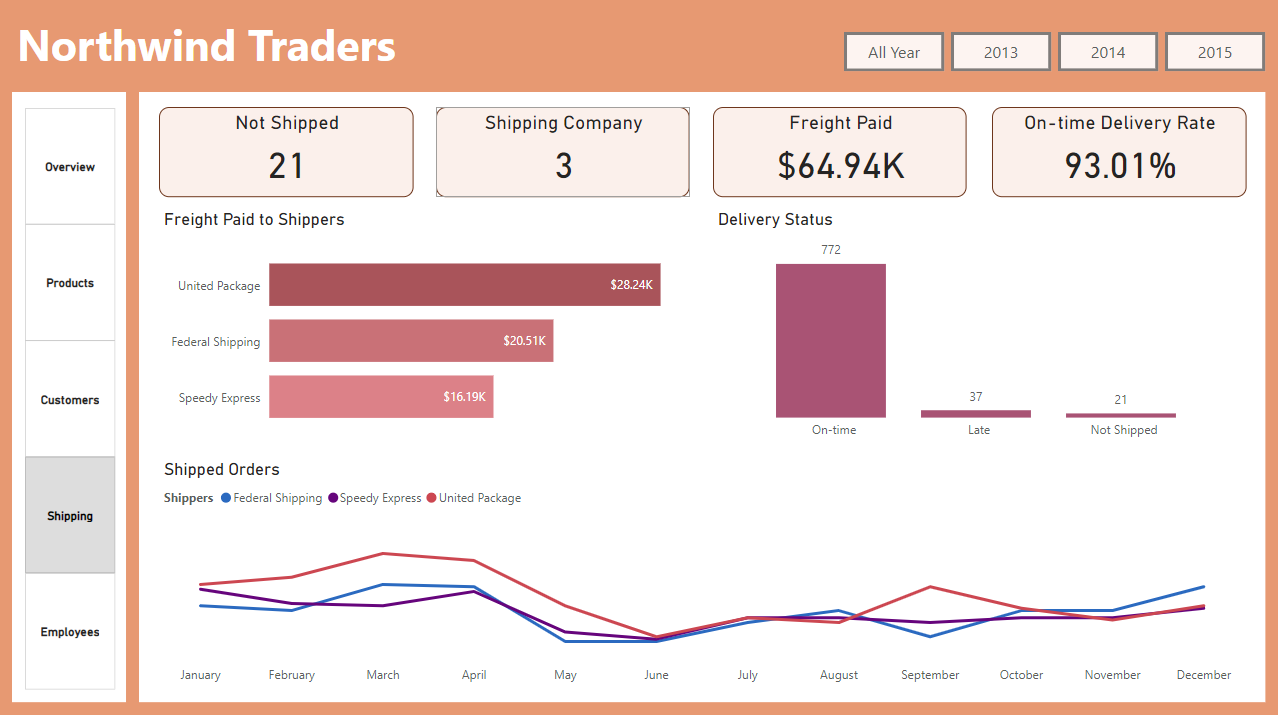 Northwind Traders
All Year
2013
2014
2015
Overview
Products
Customers
Shipping
Employees
Not Shipped
21
Shipping Company
3
Freight Paid
$64.94K
On-time Delivery Rate
93.01%
Freight Paid to Shippers
United Package
$28.24K
Federal Shipping
$20.51K
Speedy Express
$16.19K
Delivery Status
772
37
21
On-time
Late
Not Shipped
Shipped Orders
Shippers Federal Shipping Speedy Express United Package
January February March April May June July August September October November December